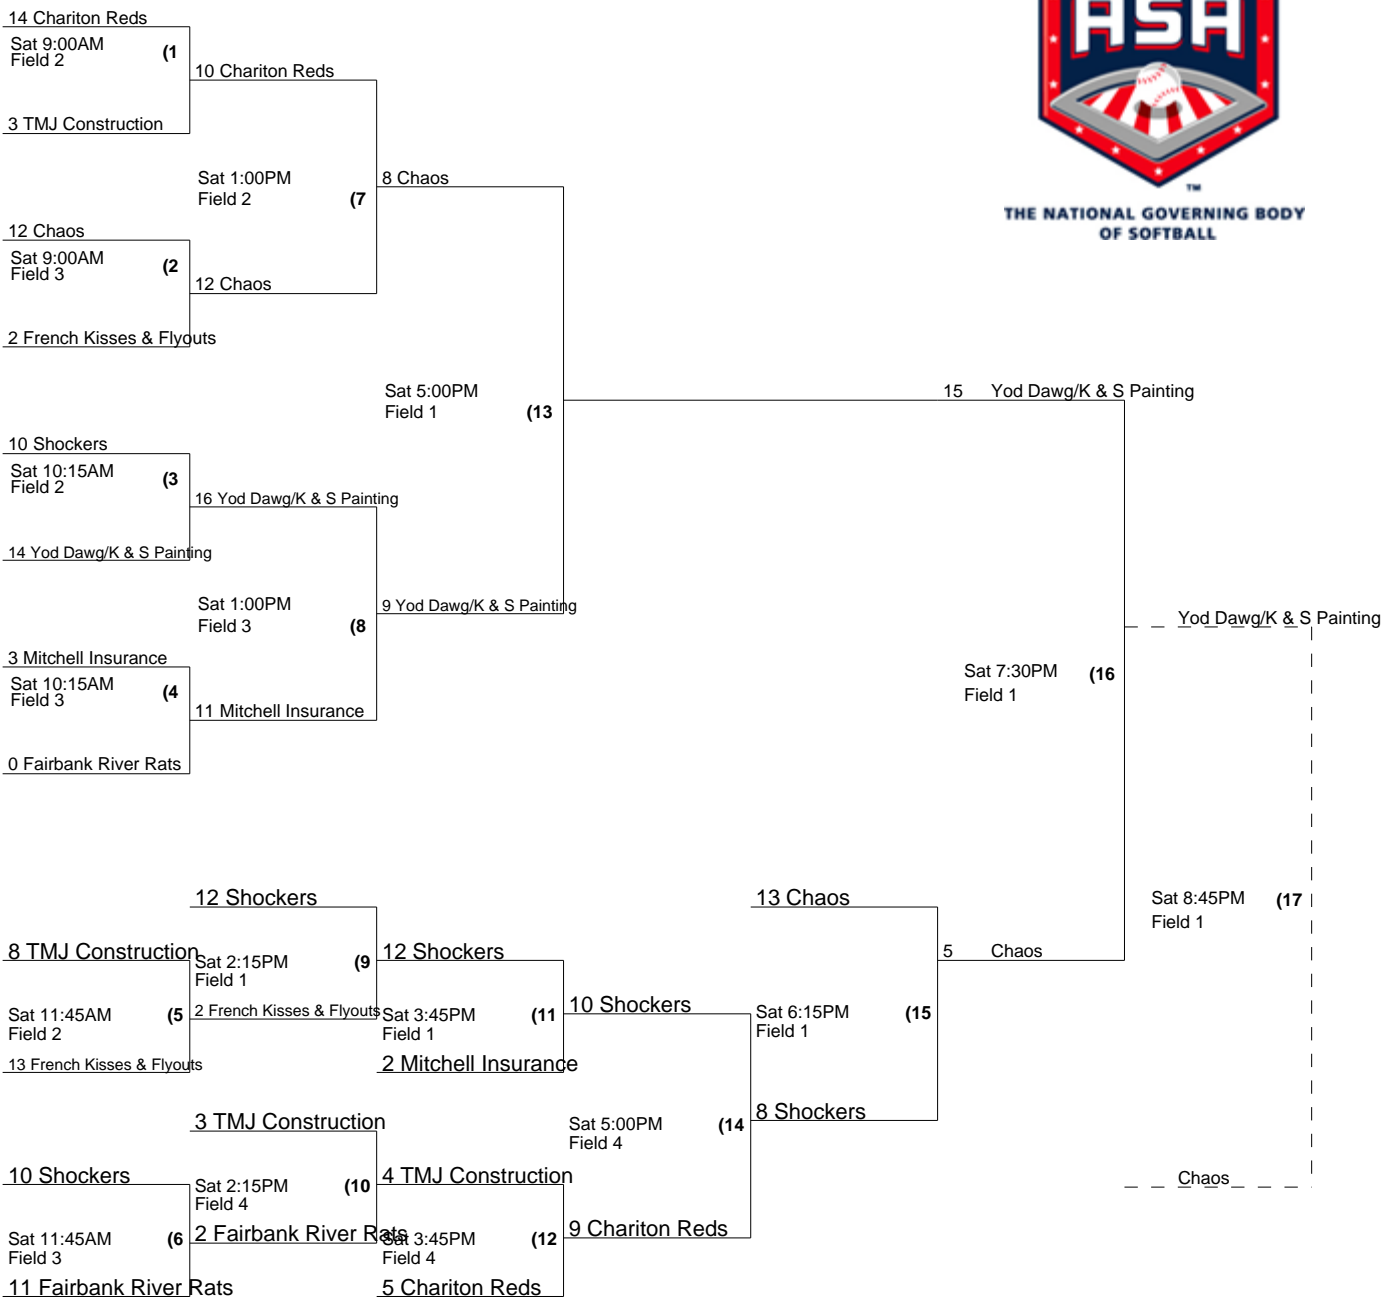 14 Chariton Reds
Sat 9:00AM
Field 2
(1
3 TMJ Construction
10 Chariton Reds
Sat 1:00PM
Field 2
(7
12 Chaos
Sat 9:00AM
Field 3
(2
2 French Kisses & Flyouts
12 Chaos
8 Chaos
Sat 5:00PM
Field 1
(13
10 Shockers
Sat 10:15AM
Field 2
(3
14 Yod Dawg/K & S Painting
16 Yod Dawg/K & S Painting
Sat 1:00PM
Field 3
(8
9 Yod Dawg/K & S Painting
3 Mitchell Insurance
Sat 10:15AM
Field 3
(4
0 Fairbank River Rats
11 Mitchell Insurance
ASA
TM
THE NATIONAL GOVERNING BODY
OF SOFTBALL
15 Yod Dawg/K & S Painting
Sat 7:30PM
Field 1
(16
Yod Dawg/K & S Painting
Sat 8:45PM
Field 1
(17
Chaos
12 Shockers
8 TMJ Construction
Sat 2:15PM
Field 1
(9
Sat 11:45AM
Field 2
(5
2 French Kisses & Flyouts
13 French Kisses & Flyouts
12 Shockers
Sat 3:45PM
Field 1
(11
2 Mitchell Insurance
10 Shockers
Sat 5:00PM
Field 4
(14
13 Chaos
Sat 6:15PM
Field 1
(15
8 Shockers
5 Chaos
3 TMJ Construction
10 Shockers
Sat 2:15PM
Field 4
(10
Sat 11:45AM
Field 3
(6
2 Fairbank River Rats
11 Fairbank River Rats
4 TMJ Construction
Sat 3:45PM
Field 4
(12
5 Chariton Reds
9 Chariton Reds